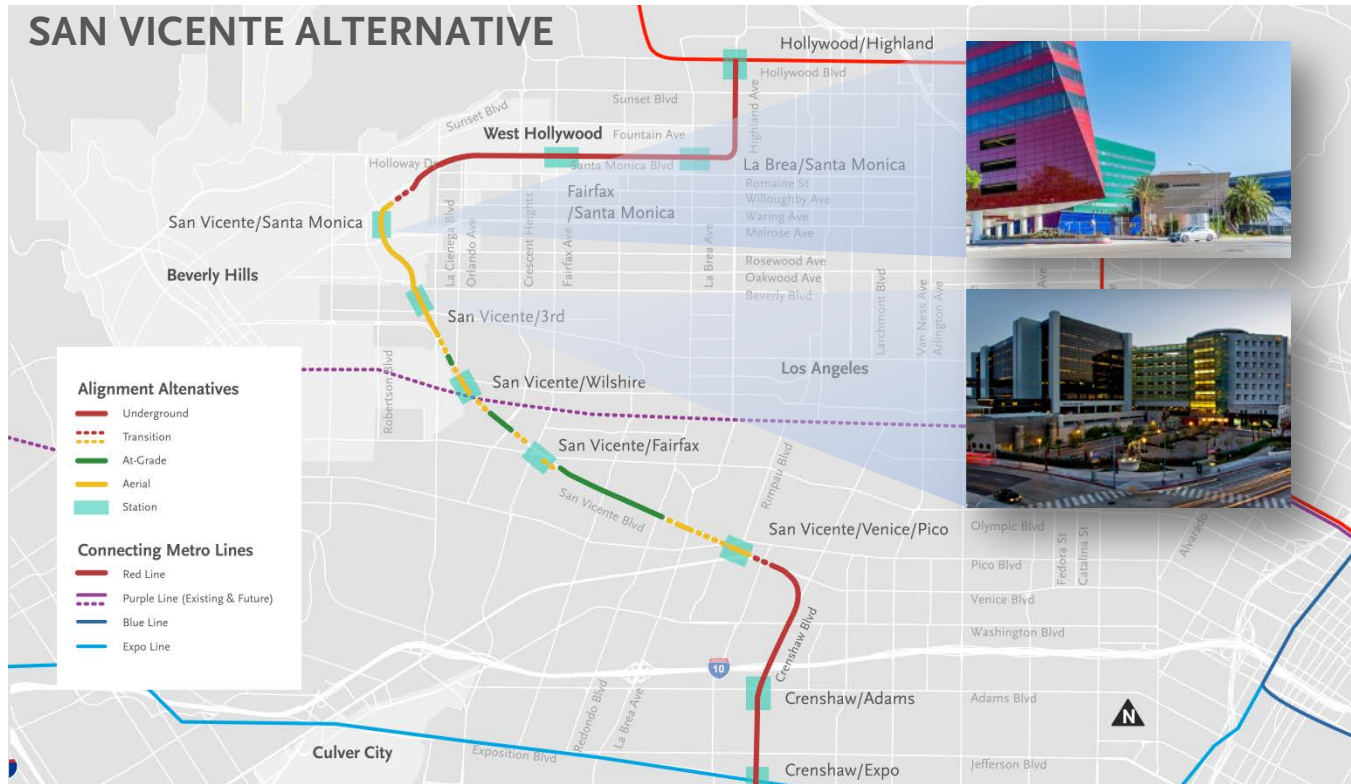 SAN VICENTE ALTERNATIVE
Hollywood/Highland
Hollywood Blvd
Sunset Blvd
Sunset Blvd
Highland Ave
West Hollywood
Fountain Ave
Holloway Dr
Santa Monica Blvd
La Brea/Santa Monica
Romaine St
Fairfax
/Santa Monica
Willoughby Ave
Waring Ave
Melrose Ave
San Vicente/Santa Monica
La Cienega Blvd
Orlando Ave
Crescent Heights
Fairfax Ave
La Brea Ave
Rosewood Ave
Beverly Hills
Oakwood Ave
Beverly Blvd
Larchmont Blvd
Van Ness Ave
Arlington Ave
Ave
San Vicente/3rd
Robertson Blvd
Los Angeles
San Vicente/Wilshire
San Vicente/Fairfax
Rimpau Blvd
San Vicente Blvd
San Vicente/Venice/Pico
Olympic Blvd
Pico Blvd
Fedora St
Catalina St
Alvarado
Venice Blvd
Washington Blvd
Crenshaw Blvd
10
Crenshaw/Adams
Adams Blvd
Redondo Blvd
La Brea Ave
N
Culver City
Exposition Blvd
Jefferson Blvd
Crenshaw/Expo
Alignment Altenatives
Underground
Transition
At-Grade
Aerial
Station
Connecting Metro Lines
Red Line
Purple Line (Existing & Future)
Blue Line
Expo Line